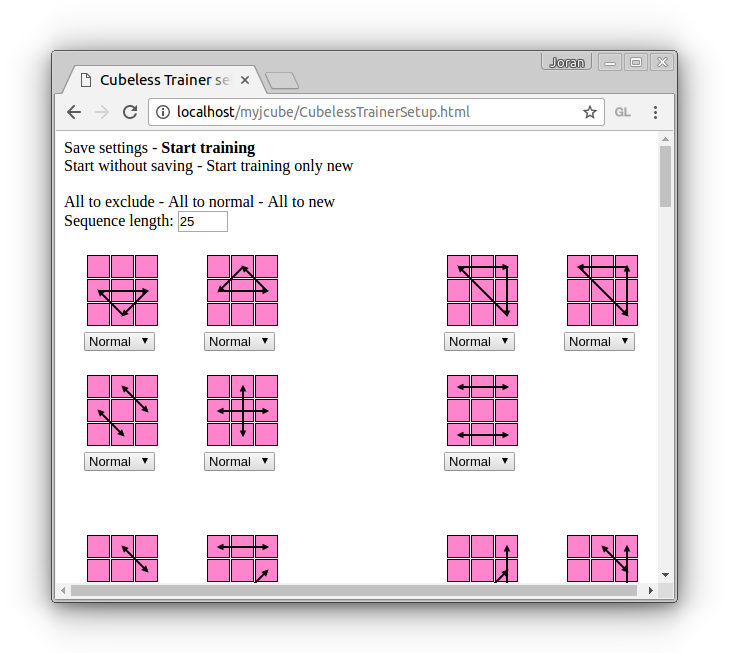 Joran
Cubeless Trainer se
localhost/myjcube/CubelessTrainerSetup.html
GL
Save settings - Start training
Start without saving - Start training only new
All to exclude - All to normal - All to new
Sequence length: 25
Normal Normal Normal Normal
Normal Normal Normal